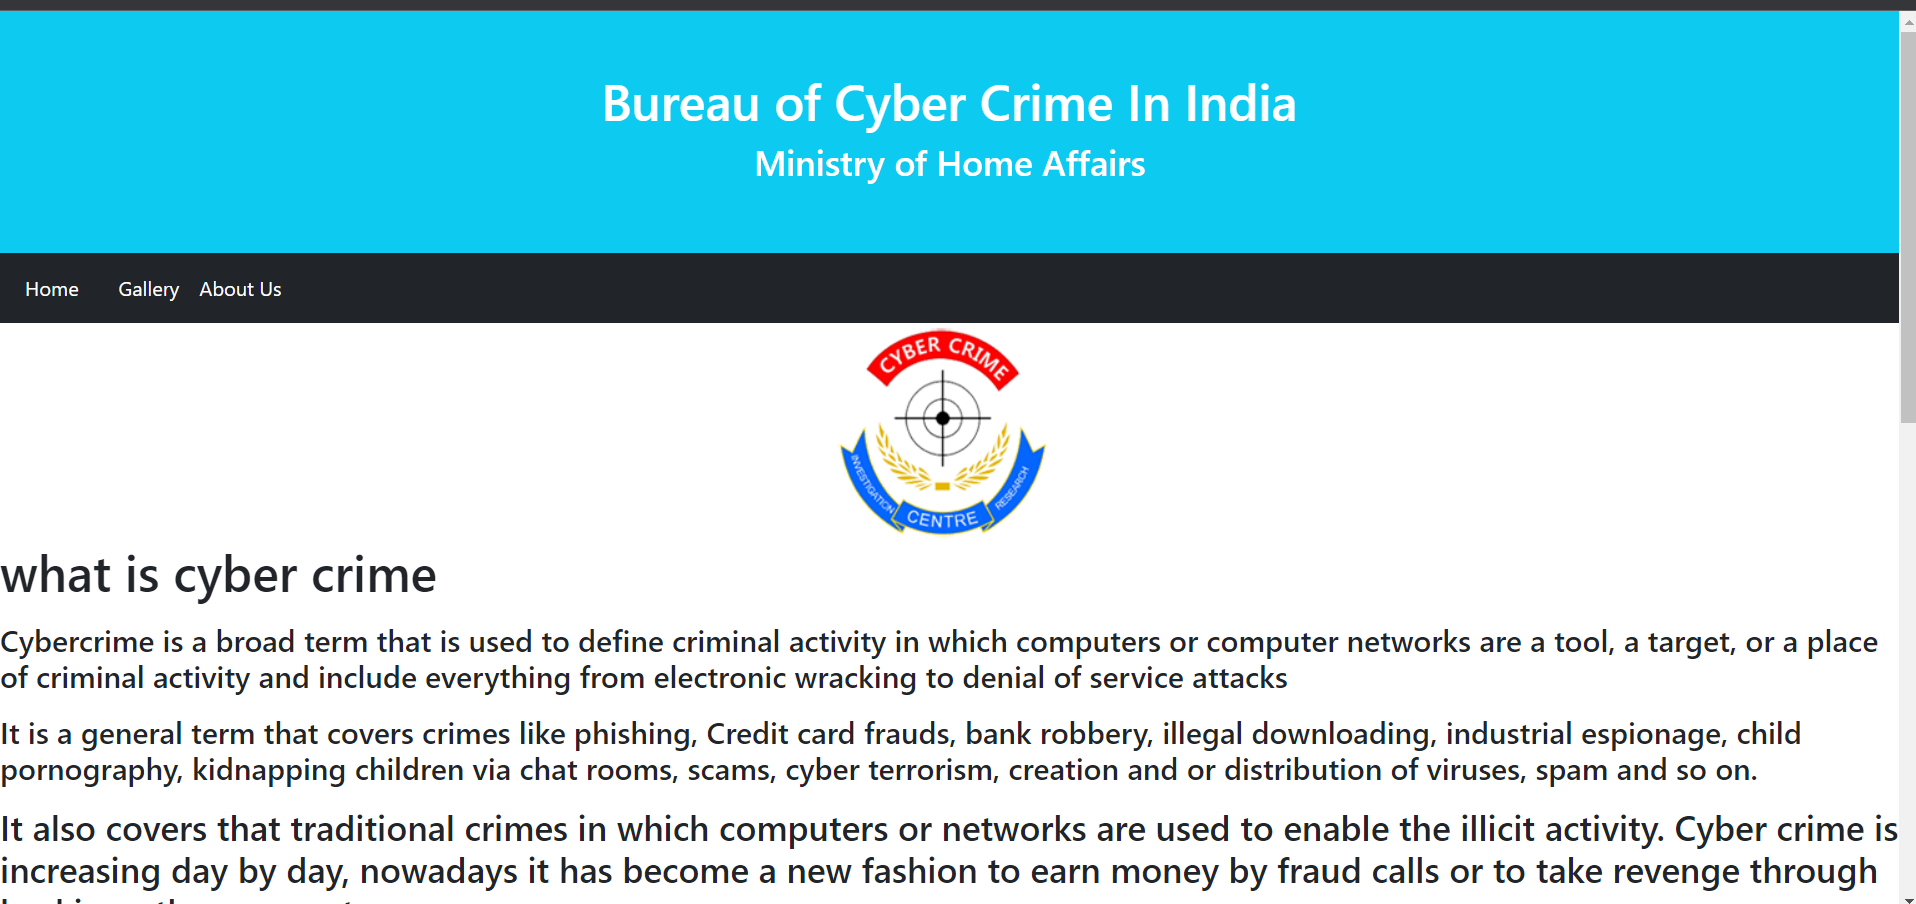 Bureau of Cyber Crime In India
Ministry of Home Affairs
Home Gallery About Us
CYBER CRIME
INVESTIGATION CENTRE RESEARCH
what is cyber crime
Cybercrime is a broad term that is used to define criminal activity in which computers or computer networks are a tool, a target, or a place
of criminal activity and include everything from electronic wracking to denial of service attacks
It is a general term that covers crimes like phishing, Credit card frauds, bank robbery, illegal downloading, industrial espionage, child
pornography, kidnapping children via chat rooms, scams, cyber terrorism, creation and or distribution of viruses, spam and so on.
It also covers that traditional crimes in which computers or networks are used to enable the illicit activity. Cyber crime is
increasing day by day, nowadays it has become a new fashion to earn money by fraud calls or to take revenge through